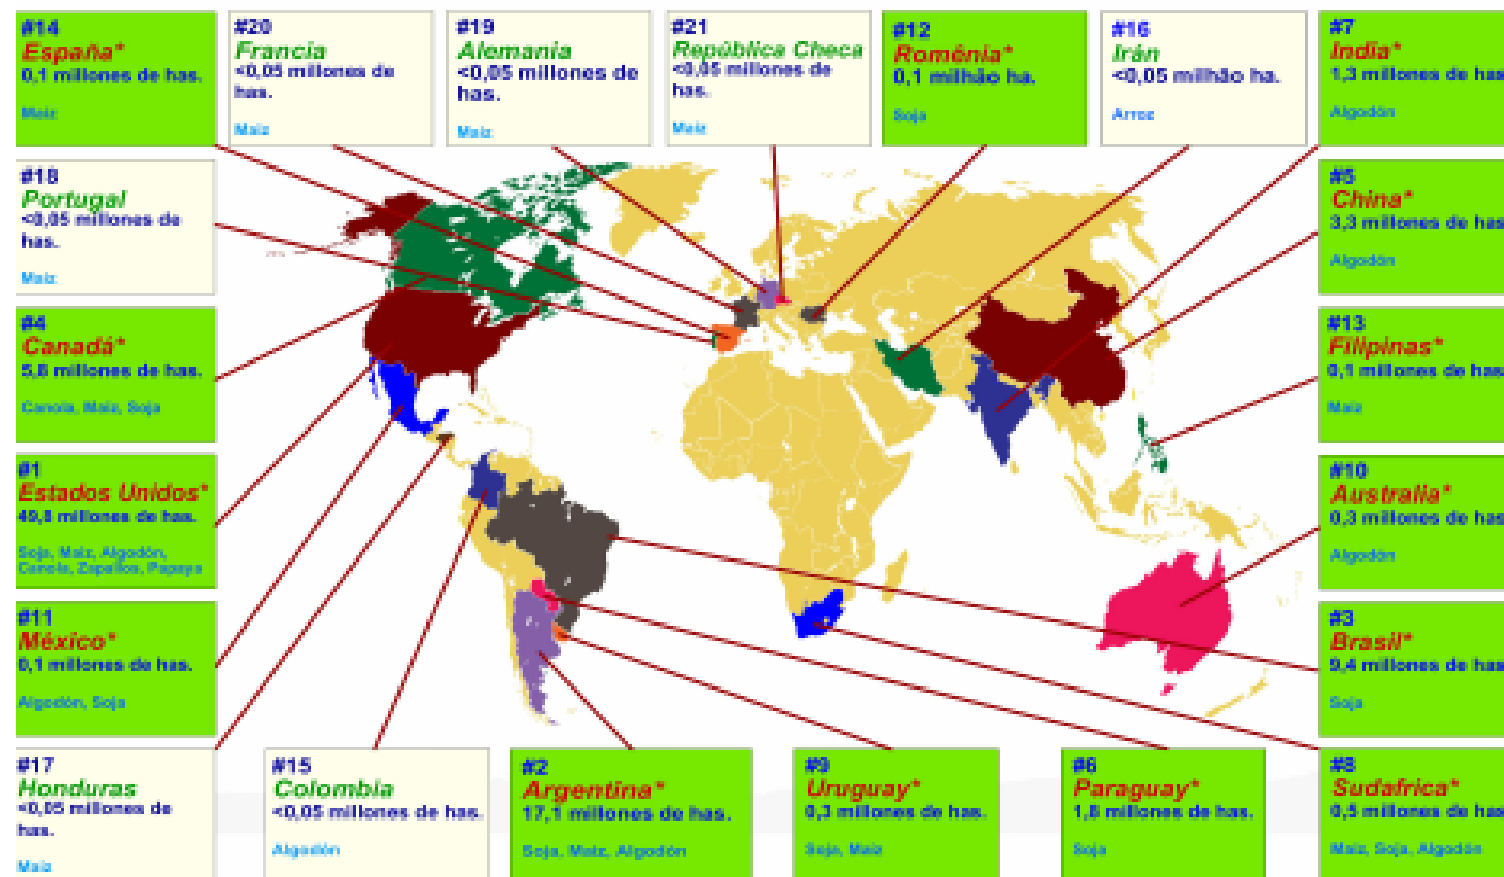 #14
España*
0,1 millones de has.
Maíz
#20
Francia
<0,05 millones de
has.
Maíz
#19
Alemania
<0,05 millones de
has.
Maíz
#21
República Checa
<0,05 millones de
has.
Maíz
#12
Romênia*
0,1 milhão ha.
Soja
#16
Irán
<0,05 milhão ha.
Arroz
#7
India*
1,3 millones de has
Algodón
#18
Portugal
<0,05 millones de
has.
Maíz
#5
China*
3,3 millones de has
Algodón
#4
Canadá*
5,8 millones de has.
Canola, Maíz, Soja
#13
Filipinas*
0,1 millones de has
Maíz
#1
Estados Unidos*
49,8 millones de has.
Soja, Maíz, Algodón,
Canola, Zapallos, Papaya
#10
Australia*
0,3 millones de has
Algodón
#11
México*
0,1 millones de has.
Algodón, Soja
#3
Brasil*
9,4 millones de has
Soja
#17
Honduras
<0,05 millones de
has.
Maíz
#15
Colombia
<0,05 millones de has.
Algodón
#2
Argentina*
17,1 millones de has.
Soja, Maíz, Algodón
#9
Uruguay*
0,3 millones de has.
Soja, Maíz
#6
Paraguay*
1,8 millones de has.
Soja
#8
Sudafrica*
0,5 millones de has
Maíz, Soja, Algodón